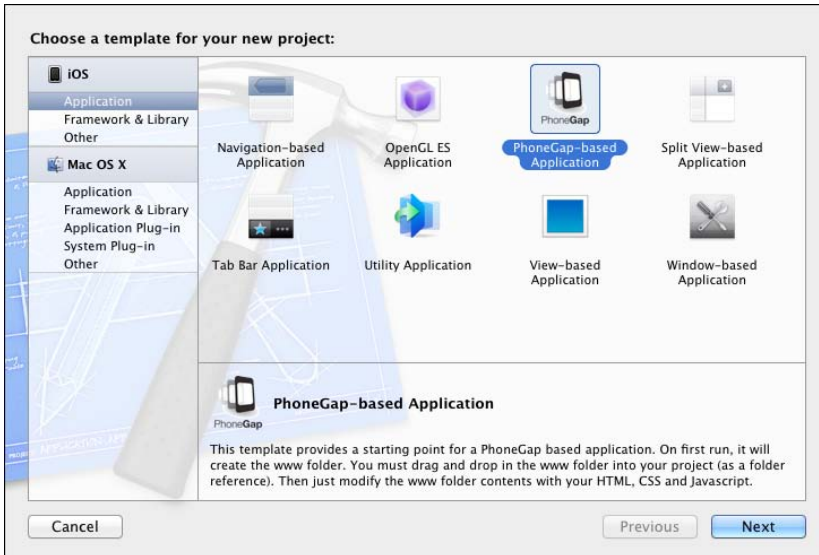 Choose a template for your new project:
iOS
Application
Framework & Library
Other
Mac OS X
Application
Framework & Library
Application Plug-in
System Plug-in
Other
Navigation-based
Application
OpenGL ES
Application
PhoneGap
PhoneGap-based
Application
Split View-based
Application
Tab Bar Application
Utility Application
View-based
Application
Window-based
Application
PhoneGap
PhoneGap-based Application
This template provides a starting point for a PhoneGap based application. On first run, it will
create the www folder. You must drag and drop in the www folder into your project (as a folder
reference). Then just modify the www folder contents with your HTML, CSS and Javascript.
Cancel
Previous
Next